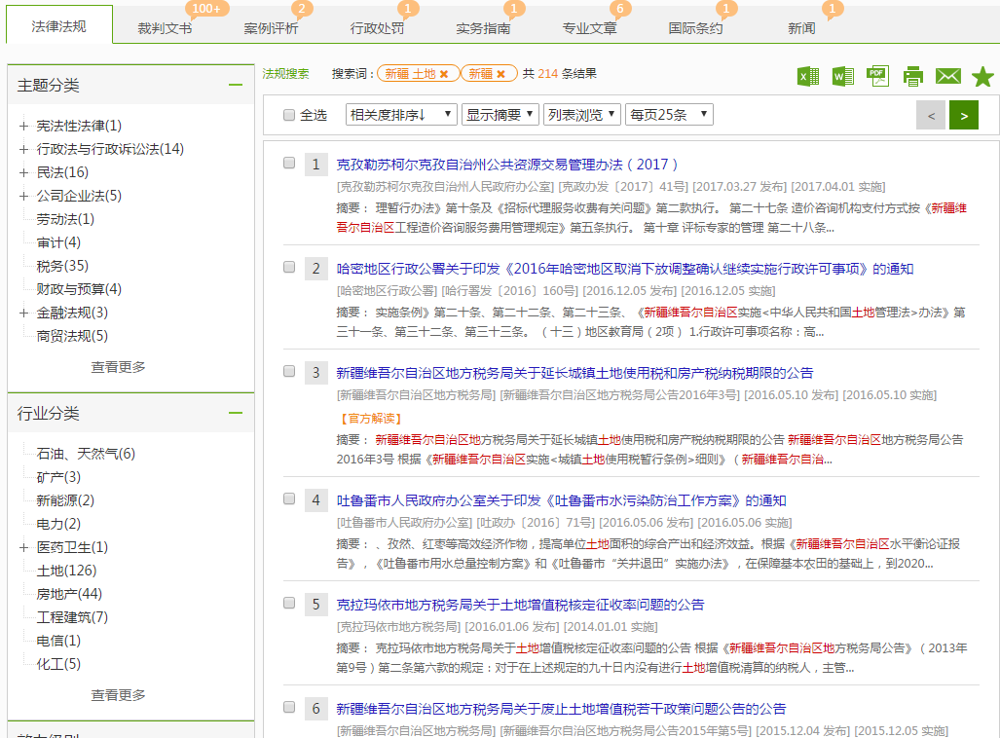 法律法规
裁判文书 100+
案例评析 2
行政处罚 1
实务指南 1
专业文章 6
国际条约 1
新闻 1
主题分类
宪法性法律(1)
行政法与行政诉讼法(14)
民法(16)
公司企业法(5)
劳动法(1)
审计(4)
税务(35)
财政与预算(4)
金融法规(3)
商贸法规(5)
查看更多
行业分类
石油、天然气(6)
矿产(3)
新能源(2)
电力(2)
医药卫生(1)
土地(126)
房地产(44)
工程建筑(7)
电信(1)
化工(5)
查看更多
法规搜索 搜索词: 新疆 土地 × 新疆 × 共 214 条结果
全选 相关度排序↓ 显示摘要 列表浏览 每页25条 < >
1 克孜勒苏柯尔克孜自治州公共资源交易管理办法（2017）
[克孜勒苏柯尔克孜自治州人民政府办公室] [克政办发〔2017〕41号] [2017.03.27 发布] [2017.04.01 实施]
摘要： 理暂行办法》第十条及《招标代理服务收费有关问题》第二款执行。 第二十七条 造价咨询机构支付方式按《新疆维
吾尔自治区工程造价咨询服务费用管理规定》第五条执行。 第十章 评标专家的管理 第二十八条...
2 哈密地区行政公署关于印发《2016年哈密地区取消下放调整确认继续实施行政许可事项》的通知
[哈密地区行政公署] [哈行署发〔2016〕160号] [2016.12.05 发布] [2016.12.05 实施]
摘要： 实施条例》第二十条、第二十二条、第二十三条、《新疆维吾尔自治区实施<中华人民共和国土地管理法>办法》第
三十一条、第三十二条、第三十三条。 （十三）地区教育局（2项） 1.行政许可事项名称：高...
3 新疆维吾尔自治区地方税务局关于延长城镇土地使用税和房产税纳税期限的公告
[新疆维吾尔自治区地方税务局] [新疆维吾尔自治区地方税务局公告2016年3号] [2016.05.10 发布] [2016.05.10 实施]
【官方解读】
摘要： 新疆维吾尔自治区地方税务局关于延长城镇土地使用税和房产税纳税期限的公告 新疆维吾尔自治区地方税务局公告
2016年3号 根据《新疆维吾尔自治区实施<城镇土地使用税暂行条例>细则》（新疆维吾尔自治...
4 吐鲁番市人民政府办公室关于印发《吐鲁番市水污染防治工作方案》的通知
[吐鲁番市人民政府办公室] [吐政办〔2016〕71号] [2016.05.06 发布] [2016.05.06 实施]
摘要： 、孜然、红枣等高效经济作物，提高单位土地面积的综合产出和经济效益。根据《新疆维吾尔自治区水平衡论证报
告》，《吐鲁番市用水总量控制方案》和《吐鲁番市“关井退田”实施办法》，在保障基本农田的基础上，到2020...
5 克拉玛依市地方税务局关于土地增值税核定征收率问题的公告
[克拉玛依市地方税务局] [2016.01.06 发布] [2014.01.01 实施]
摘要： 克拉玛依市地方税务局关于土地增值税核定征收率问题的公告 根据《新疆维吾尔自治区地方税务局公告》（2013年
第9号）第二条第六款的规定：对于在上述规定的九十日内没有进行土地增值税清算的纳税人，主管...
6 新疆维吾尔自治区地方税务局关于废止土地增值税若干政策问题公告的公告
[新疆维吾尔自治区地方税务局] [新疆维吾尔自治区地方税务局公告2015年第5号] [2015.12.04 发布] [2015.12.05 实施]